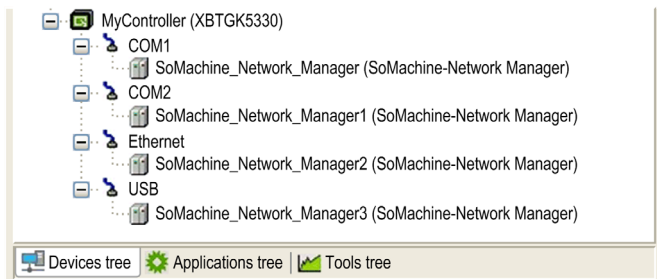 MyController (XBTGK5330)
COM1
SoMachine_Network_Manager (SoMachine-Network Manager)
COM2
SoMachine_Network_Manager1 (SoMachine-Network Manager)
Ethernet
SoMachine_Network_Manager2 (SoMachine-Network Manager)
USB
SoMachine_Network_Manager3 (SoMachine-Network Manager)
Devices tree Applications tree Tools tree